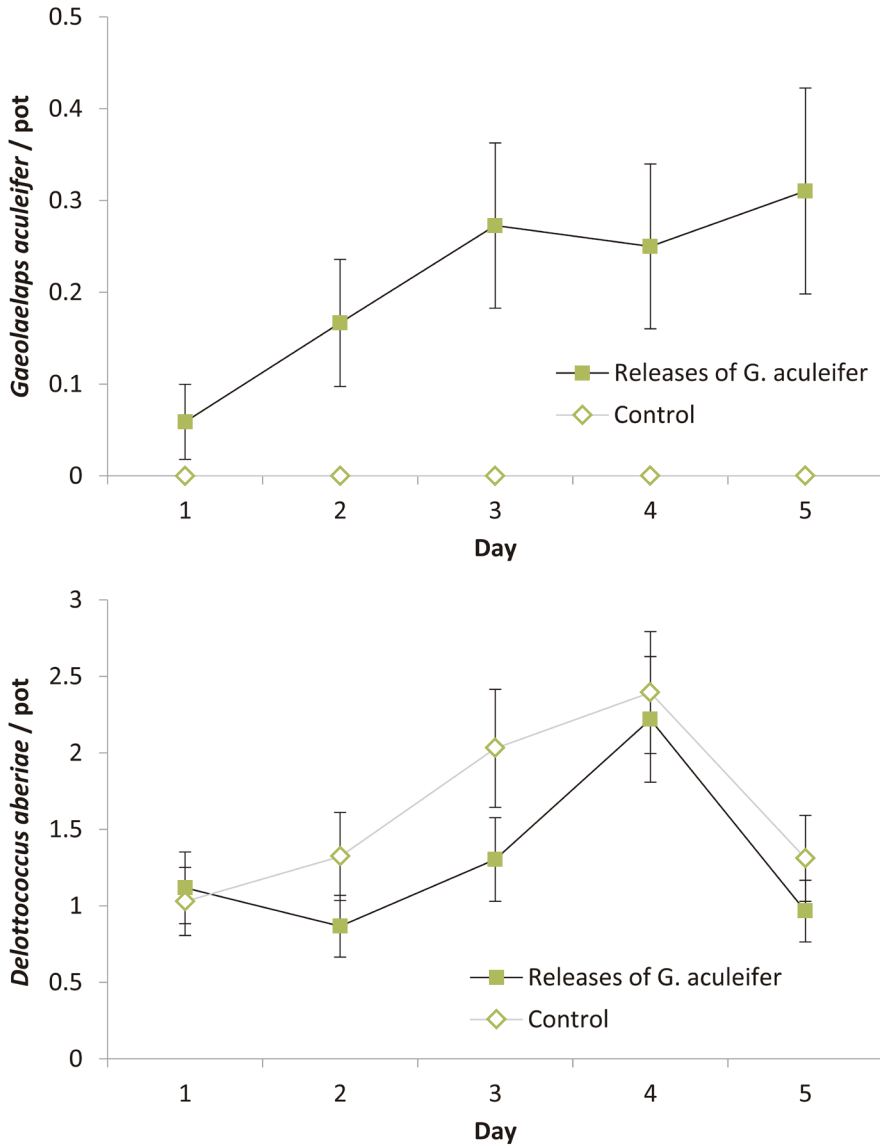 0.5
0.4
0.3
0.2
0.1
0
Gaeolaelaps aculeifer / pot
Releases of G. aculeifer
Control
1 2 3 4 5
Day
3
2.5
2
1.5
1
0.5
0
Delottococcus aberiae / pot
Releases of G. aculeifer
Control
1 2 3 4 5
Day